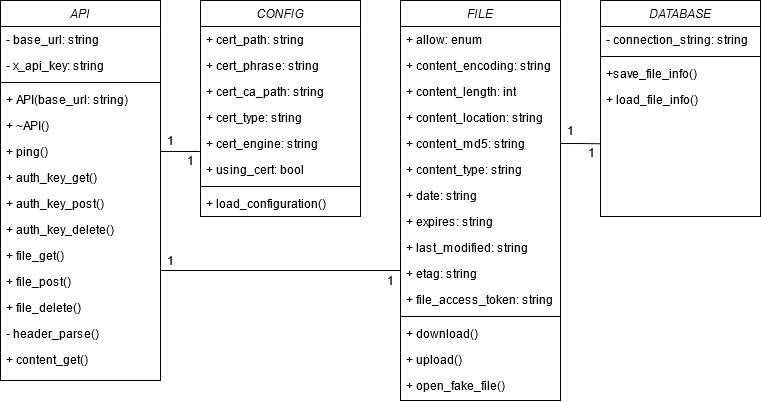 API
- base_url: string
- x_api_key: string
+ API(base_url: string)
+ ~API()
+ ping()
+ auth_key_get()
+ auth_key_post()
+ auth_key_delete()
+ file_get()
+ file_post()
+ file_delete()
- header_parse()
+ content_get()
1
1
CONFIG
+ cert_path: string
+ cert_phrase: string
+ cert_ca_path: string
+ cert_type: string
+ cert_engine: string
+ using_cert: bool
+ load_configuration()
1
1
FILE
+ allow: enum
+ content_encoding: string
+ content_length: int
+ content_location: string
+ content_md5: string
+ content_type: string
+ date: string
+ expires: string
+ last_modified: string
+ etag: string
+ file_access_token: string
+ download()
+ upload()
+ open_fake_file()
1
1
DATABASE
- connection_string: string
+save_file_info()
+ load_file_info()